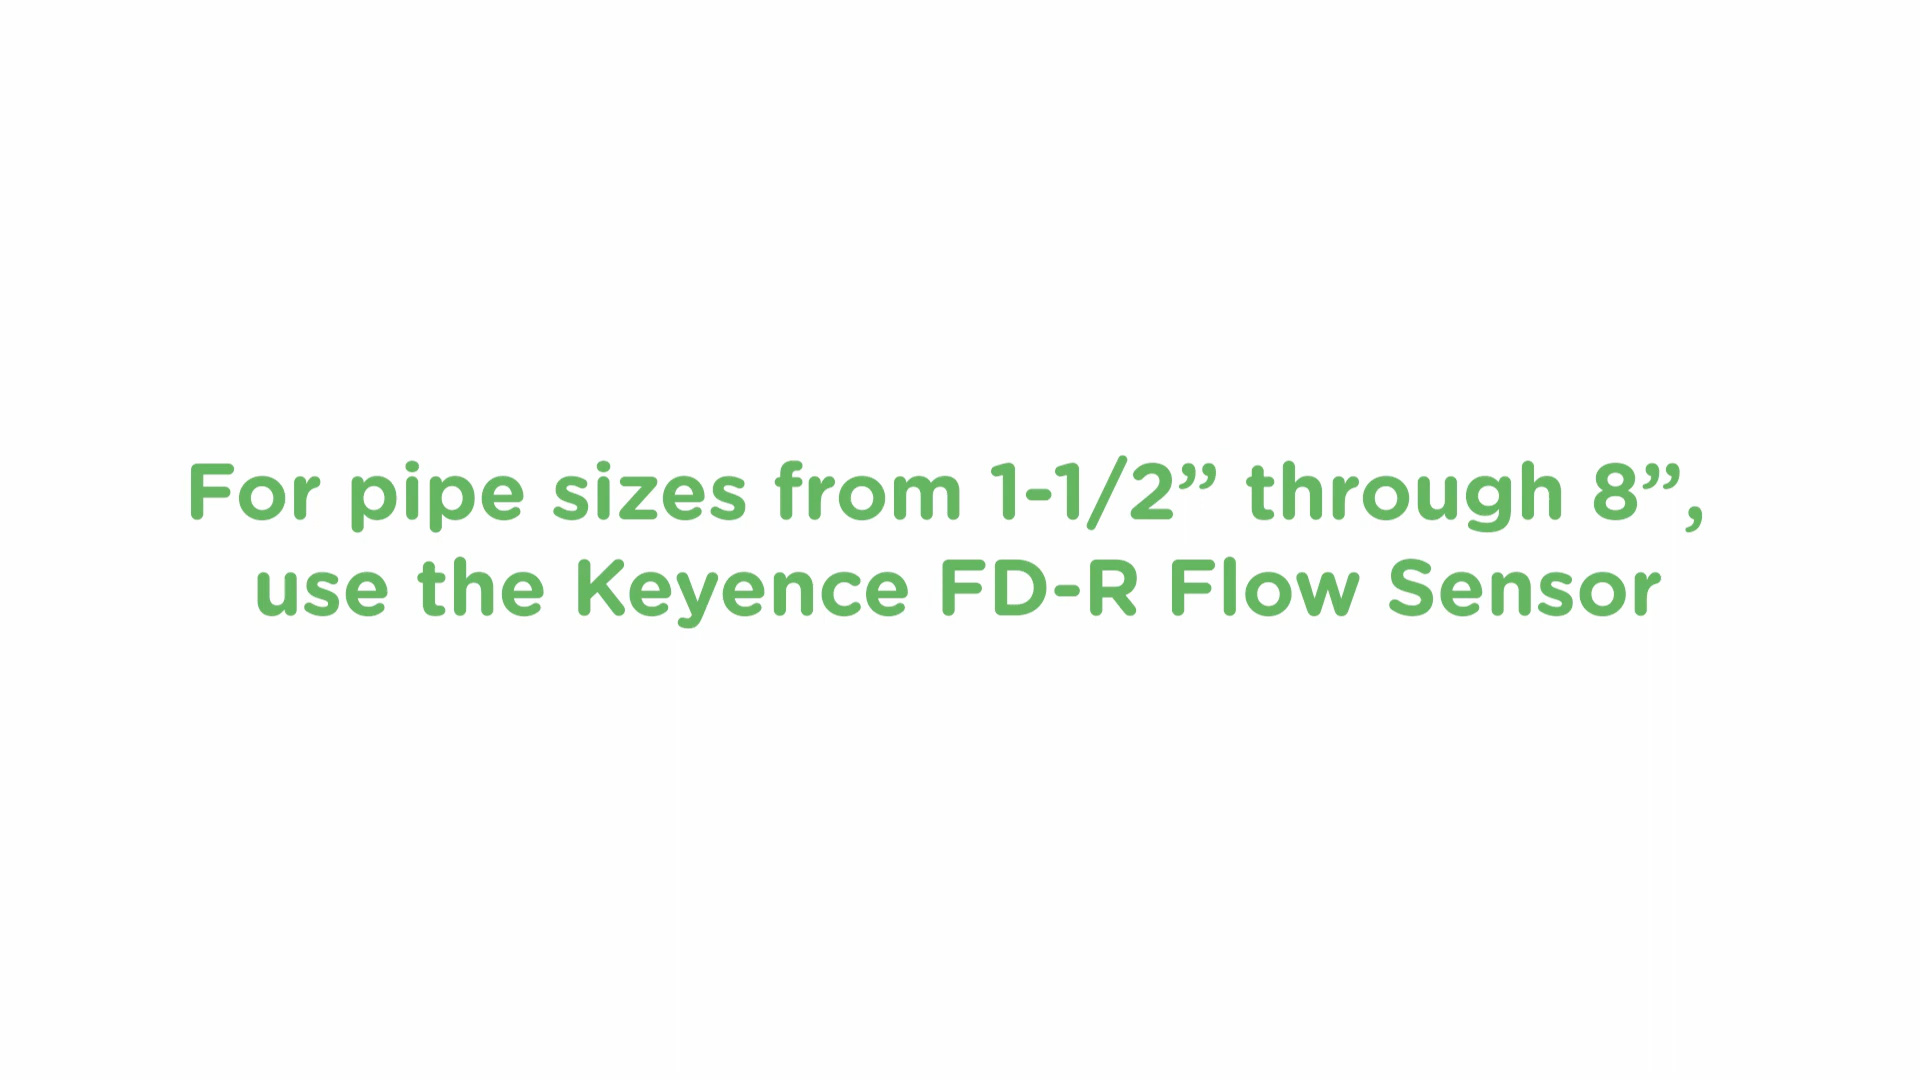 For pipe sizes from 1-1/2” through 8”,
use the Keyence FD-R Flow Sensor